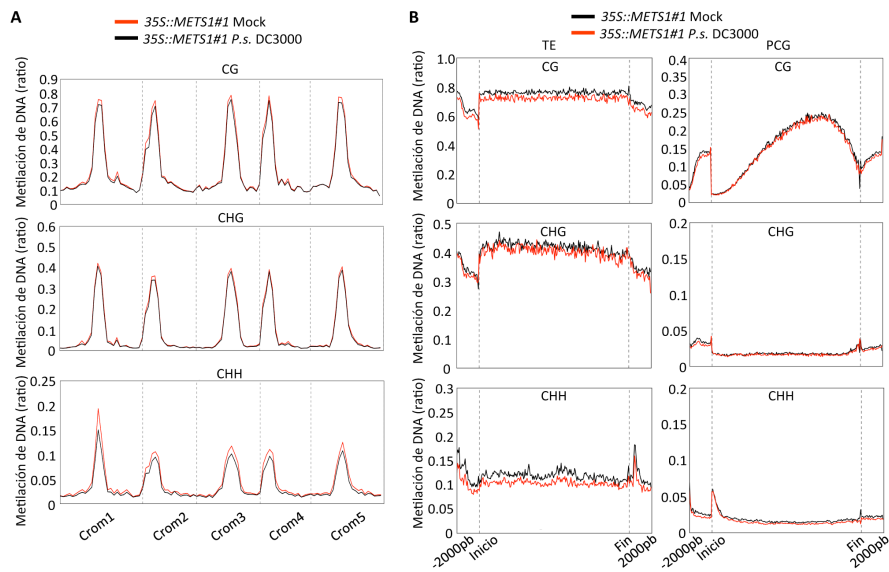 A
35S::METS1#1 Mock
35S::METS1#1 P.s. DC3000
CG
Metilación de DNA (ratio)
0.9
0.8
0.7
0.6
0.5
0.4
0.3
0.2
0.1
0
CHG
Metilación de DNA (ratio)
0.6
0.5
0.4
0.3
0.2
0.1
0
CHH
Metilación de DNA (ratio)
0.25
0.2
0.15
0.1
0.05
0
Crom1
Crom2
Crom3
Crom4
Crom5
B
35S::METS1#1 Mock
35S::METS1#1 P.s. DC3000
TE
PCG
CG
Metilación de DNA (ratio)
1.0
0.8
0.6
0.4
0.2
0
CG
0.4
0.35
0.3
0.25
0.2
0.15
0.1
0.05
0
CHG
Metilación de DNA (ratio)
0.5
0.4
0.3
0.2
0.1
0
CHG
0.2
0.15
0.1
0.05
0
CHH
Metilación de DNA (ratio)
0.3
0.25
0.2
0.15
0.1
0.05
0
CHH
0.2
0.15
0.1
0.05
0
-2000pb
Inicio
Fin
2000pb
-2000pb
Inicio
Fin
2000pb